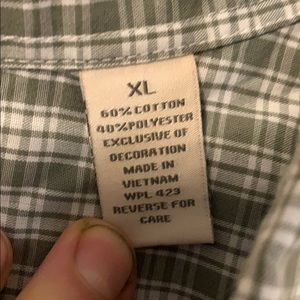 XL
60% COTTON
40% POLYESTER
EXCLUSIVE OF
DECORATION
MADE IN
VIETNAM
WPL 423
REVERSE FOR
CARE